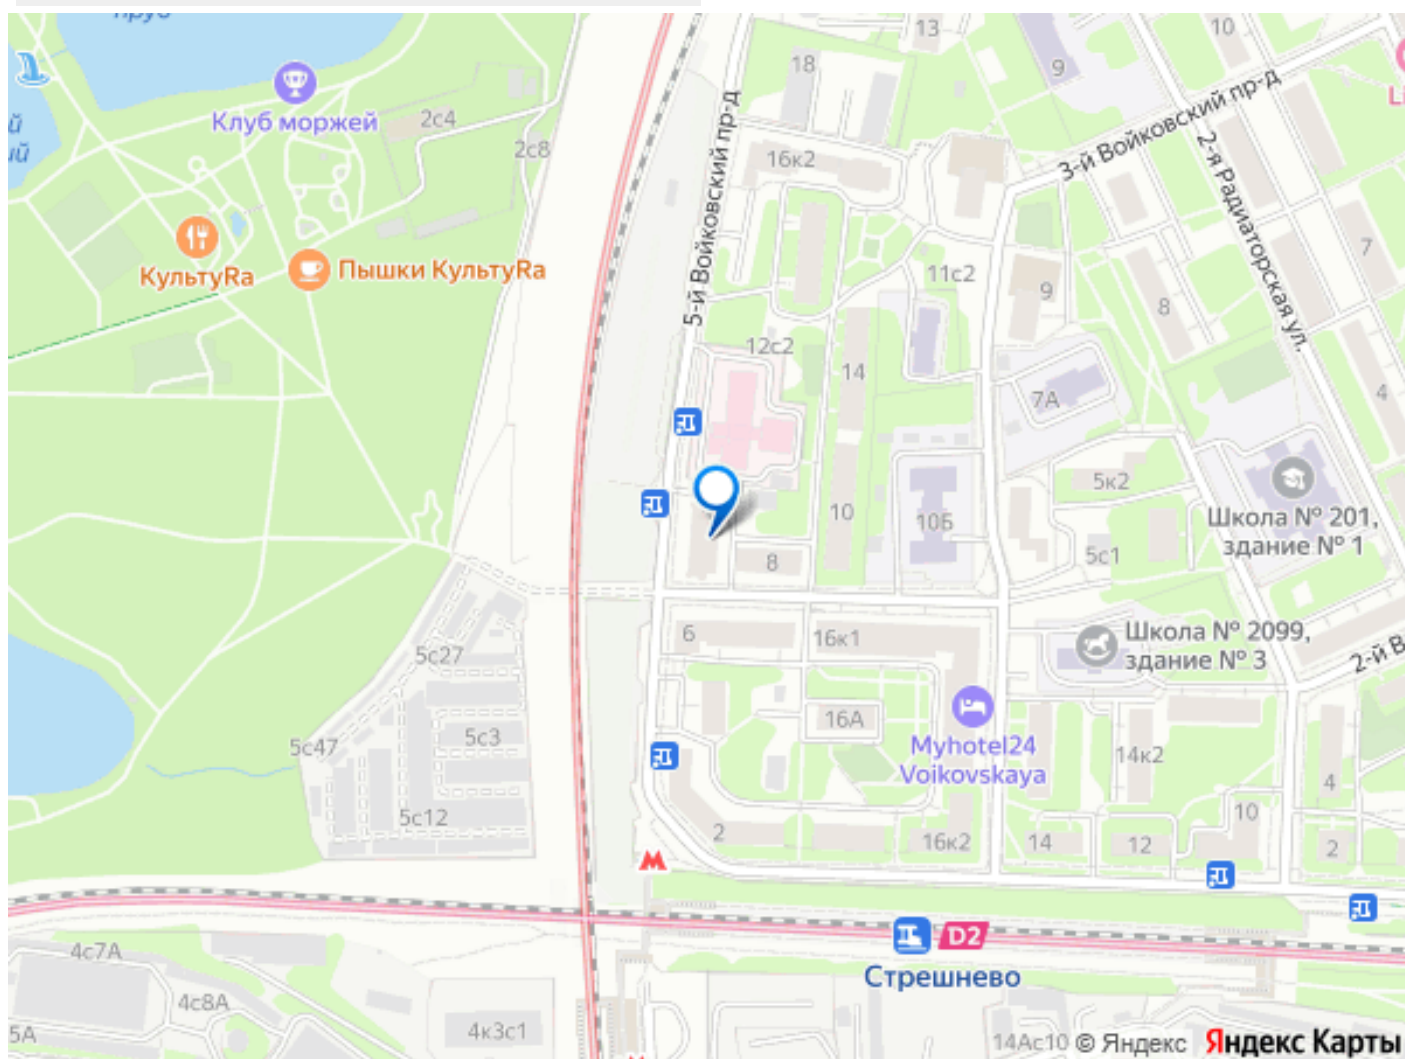 пруд
13
10
18
9
Клуб моржей
2с4
2с8
16к2
5-й Войковский пр-д
3-й Войковский пр-д
2-я Радиаторская ул.
КультуRa
Пышки КультуRa
11с2
9
7
8
12с2
14
7А
4
5к2
Школа № 201,
здание № 1
10
10Б
8
5с1
6
16к1
Школа № 2099,
здание № 3
2-й В
5с27
16А
5с47
5с3
Myhotel24
Voikovskaya
14к2
4
5с12
2
16к2
14
12
10
2
D2
Стрешнево
4с7А
4с8А
5А
4к3с1
14Ас10
© Яндекс
Яндекс Карты